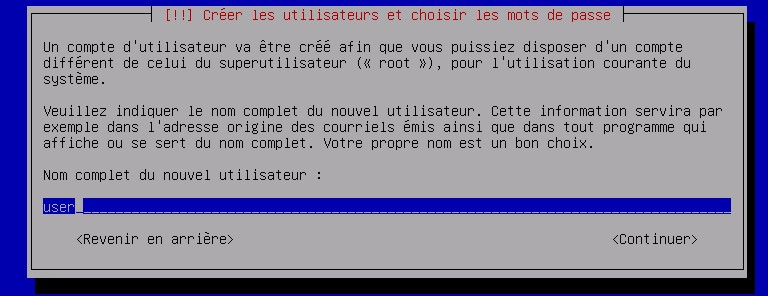 [!!] Créer les utilisateurs et choisir les mots de passe
Un compte d'utilisateur va être créé afin que vous puissiez disposer d'un compte
différent de celui du superutilisateur (« root »), pour l'utilisation courante du
système.
Veuillez indiquer le nom complet du nouvel utilisateur. Cette information servira par
exemple dans l'adresse origine des courriels émis ainsi que dans tout programme qui
affiche ou se sert du nom complet. Votre propre nom est un bon choix.
Nom complet du nouvel utilisateur :
user
<Revenir en arrière> <Continuer>